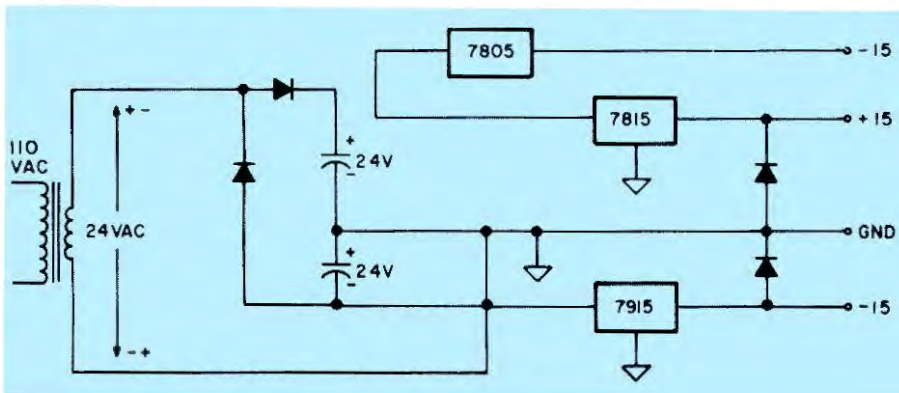 7805
-15
7815
+15
+-
110
VAC
+
24V
-
24VAC
GND
+
24V
-
7915
-15
-+